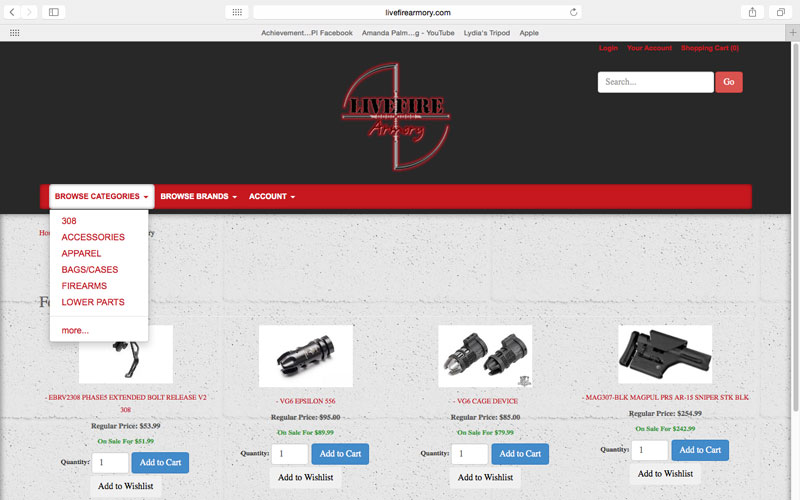 livefirearmory.com
Achievement...PI Facebook Amanda Palm...g - YouTube Lydia's Tripod Apple
Login Your Account Shopping Cart (0)
LIVEFIRE
Armory
Search... Go
BROWSE CATEGORIES BROWSE BRANDS ACCOUNT
308
ACCESSORIES
APPAREL
BAGS/CASES
FIREARMS
LOWER PARTS
more...
- EBRV2308 PHASE5 EXTENDED BOLT RELEASE V2
308
Regular Price: $53.99
On Sale For $51.99
Quantity: 1 Add to Cart
Add to Wishlist
- VG6 EPSILON 556
Regular Price: $95.00
On Sale For $89.99
Quantity: 1 Add to Cart
Add to Wishlist
- VG6 CAGE DEVICE
Regular Price: $85.00
On Sale For $79.99
Quantity: 1 Add to Cart
Add to Wishlist
- MAG307-BLK MAGPUL PRS AR-15 SNIPER STK BLK
Regular Price: $254.99
On Sale For $242.99
Quantity: 1 Add to Cart
Add to Wishlist